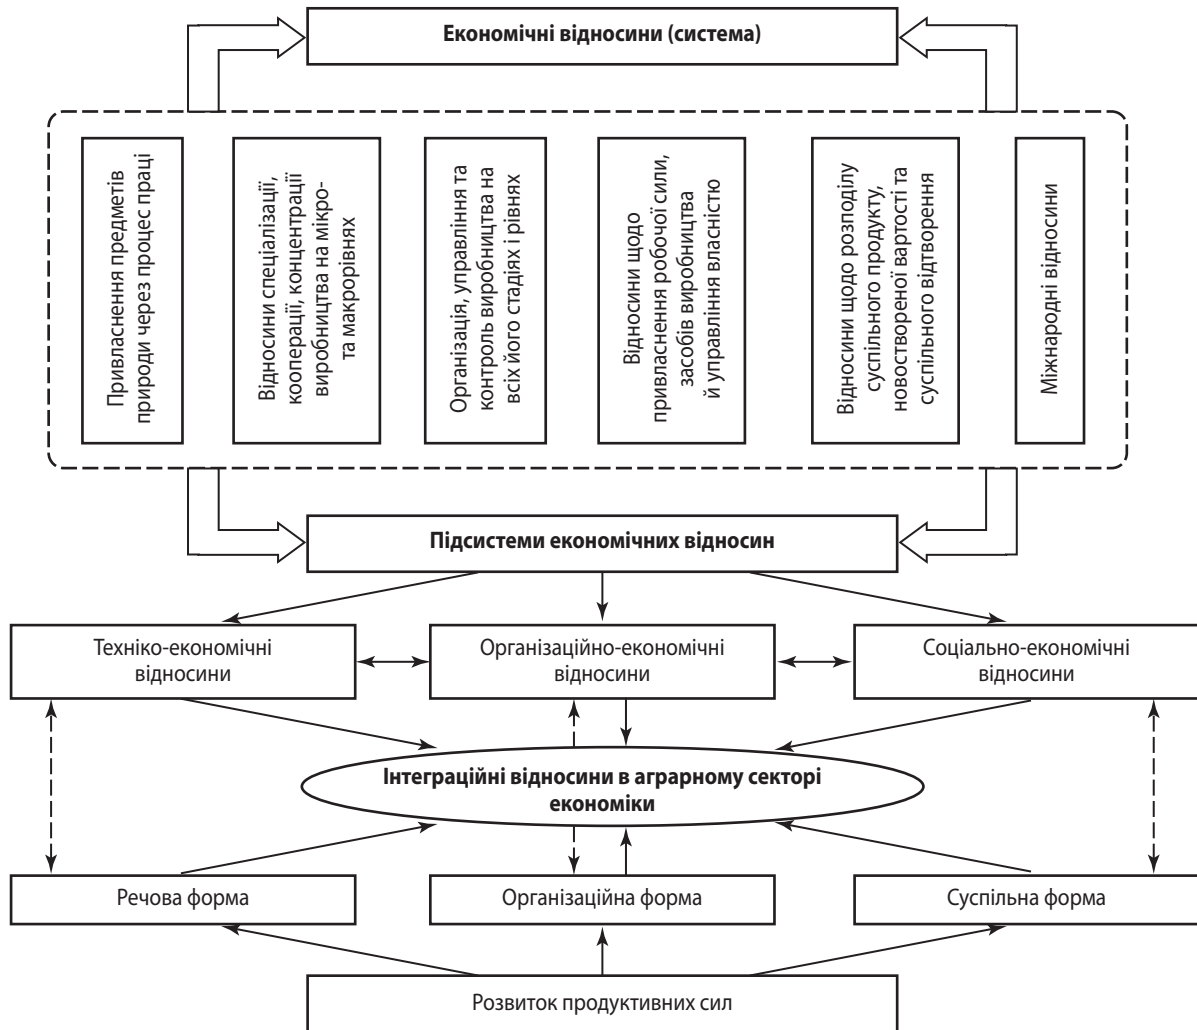 Економічні відносини (система)
Привласнення предметів
природи через процес праці
Відносини спеціалізації,
кооперації, концентрації
виробництва на мікро-
та макрорівнях
Організація, управління та
контроль виробництва на
всіх його стадіях і рівнях
Відносини щодо
привласнення робочої сили,
засобів виробництва
й управління власністю
Відносини щодо розподілу
суспільного продукту,
новоствореної вартості та
суспільного відтворення
Міжнародні відносини
Підсистеми економічних відносин
Техніко-економічні
відносини
Організаційно-економічні
відносини
Соціально-економічні
відносини
Інтеграційні відносини в аграрному секторі
економіки
Речова форма
Організаційна форма
Суспільна форма
Розвиток продуктивних сил